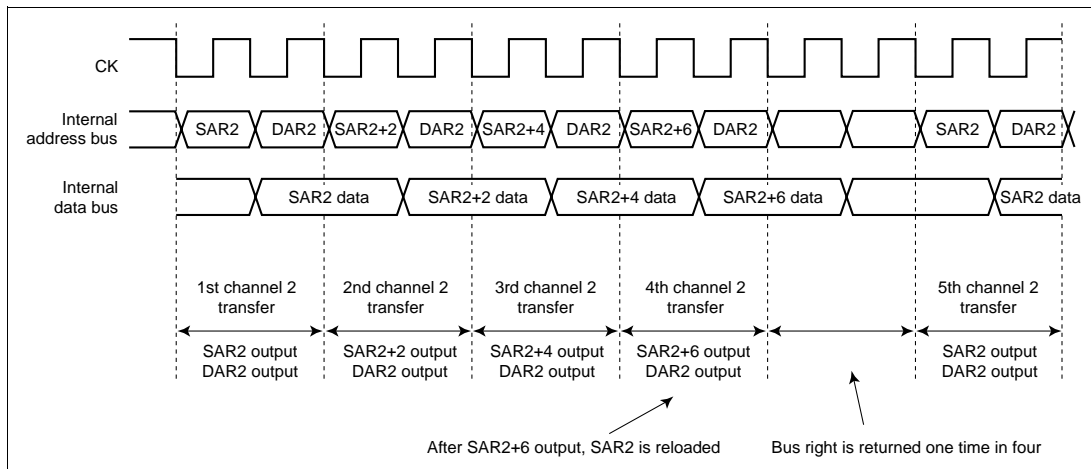 CK
Internal
address bus
SAR2 DAR2 SAR2+2 DAR2 SAR2+4 DAR2 SAR2+6 DAR2 SAR2 DAR2
Internal
data bus
SAR2 data SAR2+2 data SAR2+4 data SAR2+6 data SAR2 data
1st channel 2
transfer
2nd channel 2
transfer
3rd channel 2
transfer
4th channel 2
transfer
5th channel 2
transfer
SAR2 output
DAR2 output
SAR2+2 output
DAR2 output
SAR2+4 output
DAR2 output
SAR2+6 output
DAR2 output
SAR2 output
DAR2 output
After SAR2+6 output, SAR2 is reloaded
Bus right is returned one time in four